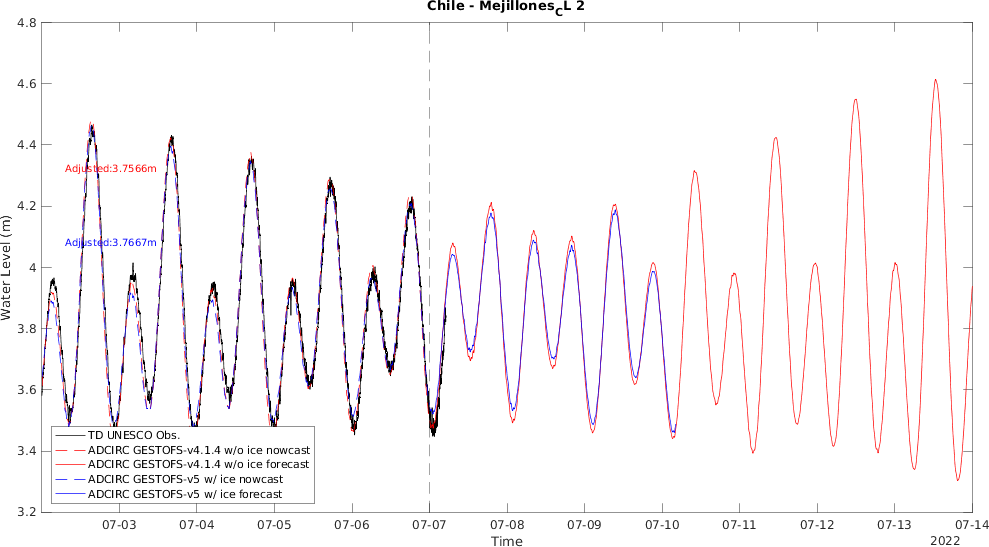 Chile - Mejillones_CL 2
4.8
4.6
4.4
4.2
4
3.8
3.6
3.4
3.2
Water Level (m)
Adjusted:3.7566m
Adjusted:3.7667m
TD UNESCO Obs.
ADCIRC GESTOFS-v4.1.4 w/o ice nowcast
ADCIRC GESTOFS-v4.1.4 w/o ice forecast
ADCIRC GESTOFS-v5 w/ ice nowcast
ADCIRC GESTOFS-v5 w/ ice forecast
07-03 07-04 07-05 07-06 07-07 07-08 07-09 07-10 07-11 07-12 07-13 07-14
Time
2022